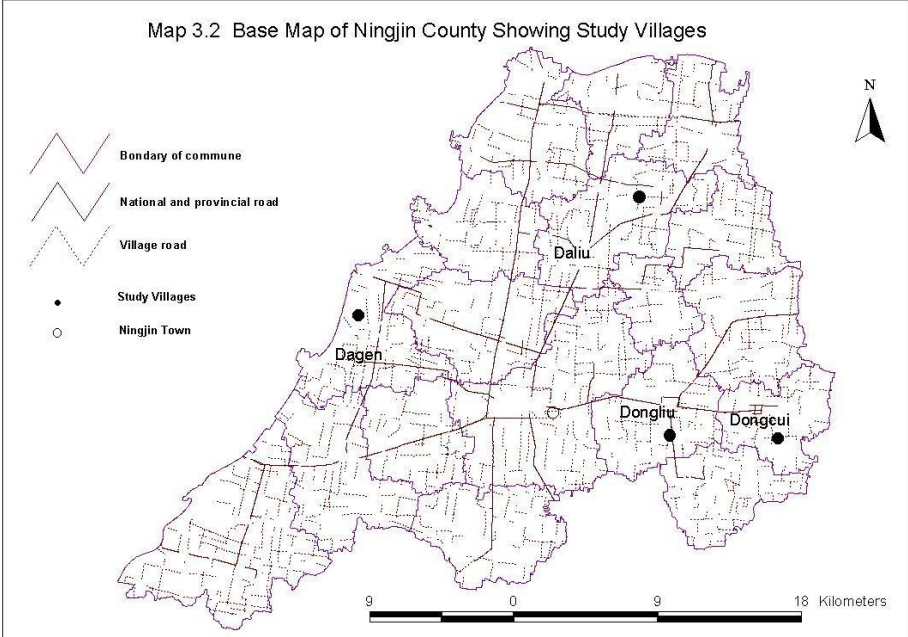 Map 3.2 Base Map of Ningjin County Showing Study Villages
N
Bondary of commune
National and provincial road
Village road
Study Villages
Ningjin Town
Daliu
Dagen
Dongliu
Dongcui
9 0 9 18 Kilometers